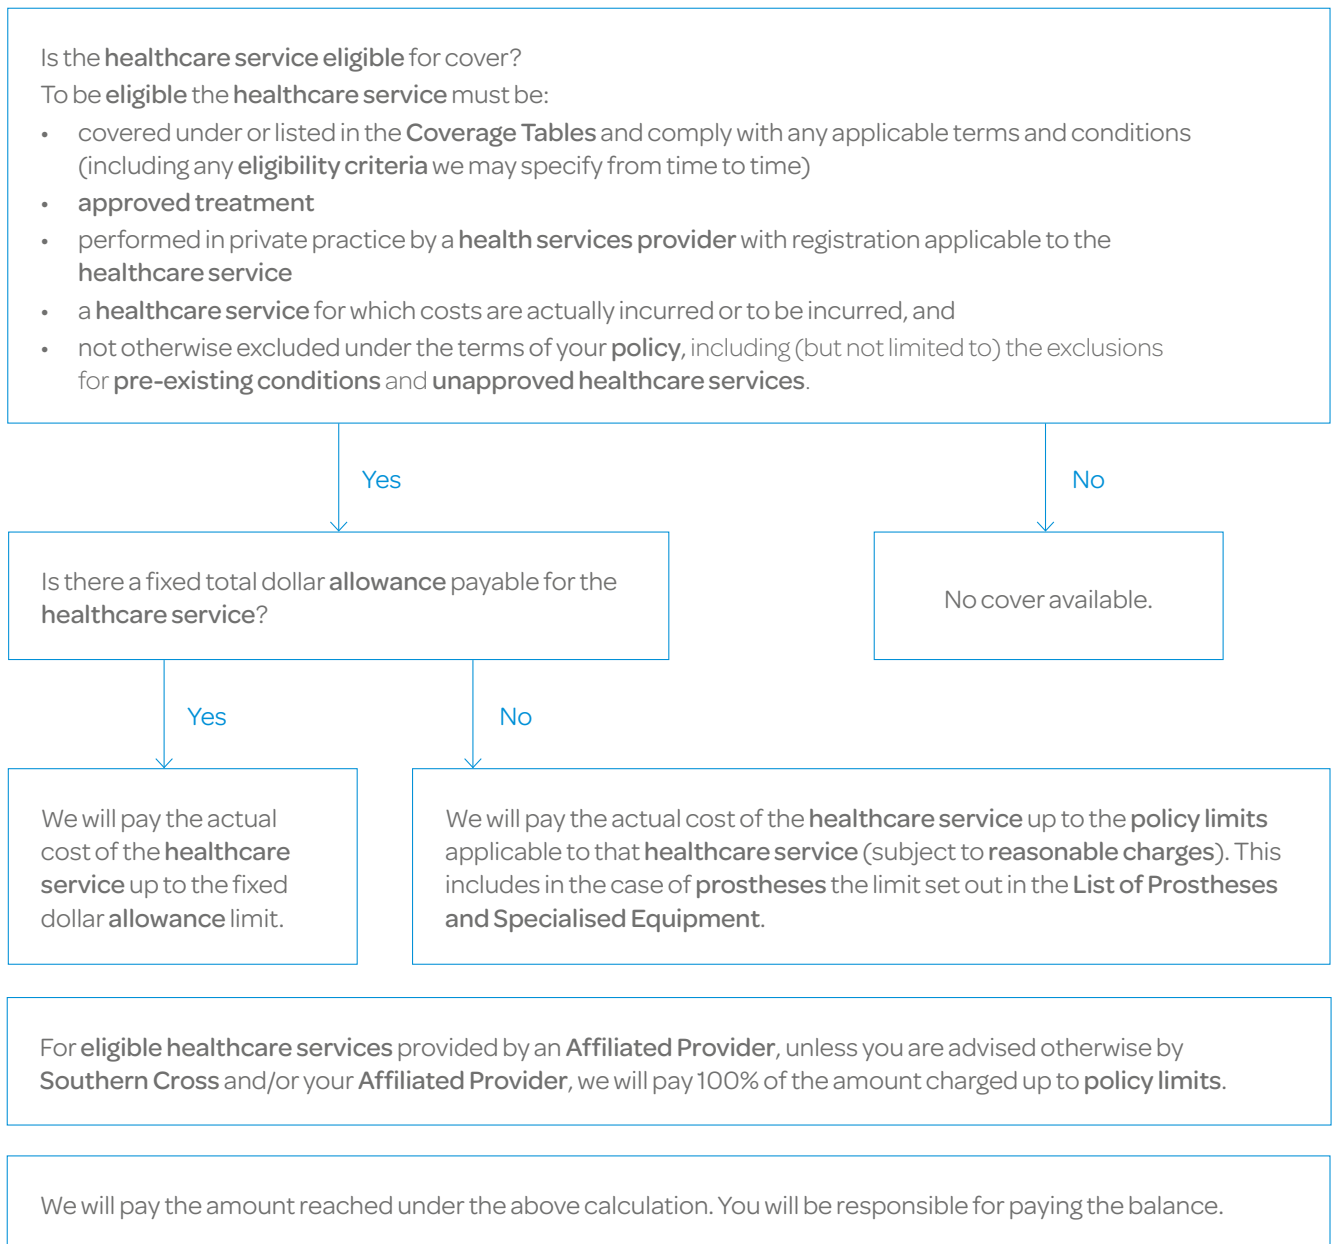 Is the healthcare service eligible for cover?
To be eligible the healthcare service must be:
• covered under or listed in the Coverage Tables and comply with any applicable terms and conditions
(including any eligibility criteria we may specify from time to time)
• approved treatment
• performed in private practice by a health services provider with registration applicable to the
healthcare service
• a healthcare service for which costs are actually incurred or to be incurred, and
• not otherwise excluded under the terms of your policy, including (but not limited to) the exclusions
for pre-existing conditions and unapproved healthcare services.
Yes
No
Is there a fixed total dollar allowance payable for the
healthcare service?
No cover available.
Yes
No
We will pay the actual
cost of the healthcare
service up to the fixed
dollar allowance limit.
We will pay the actual cost of the healthcare service up to the policy limits
applicable to that healthcare service (subject to reasonable charges). This
includes in the case of prostheses the limit set out in the List of Prostheses
and Specialised Equipment.
For eligible healthcare services provided by an Affiliated Provider, unless you are advised otherwise by
Southern Cross and/or your Affiliated Provider, we will pay 100% of the amount charged up to policy limits.
We will pay the amount reached under the above calculation. You will be responsible for paying the balance.